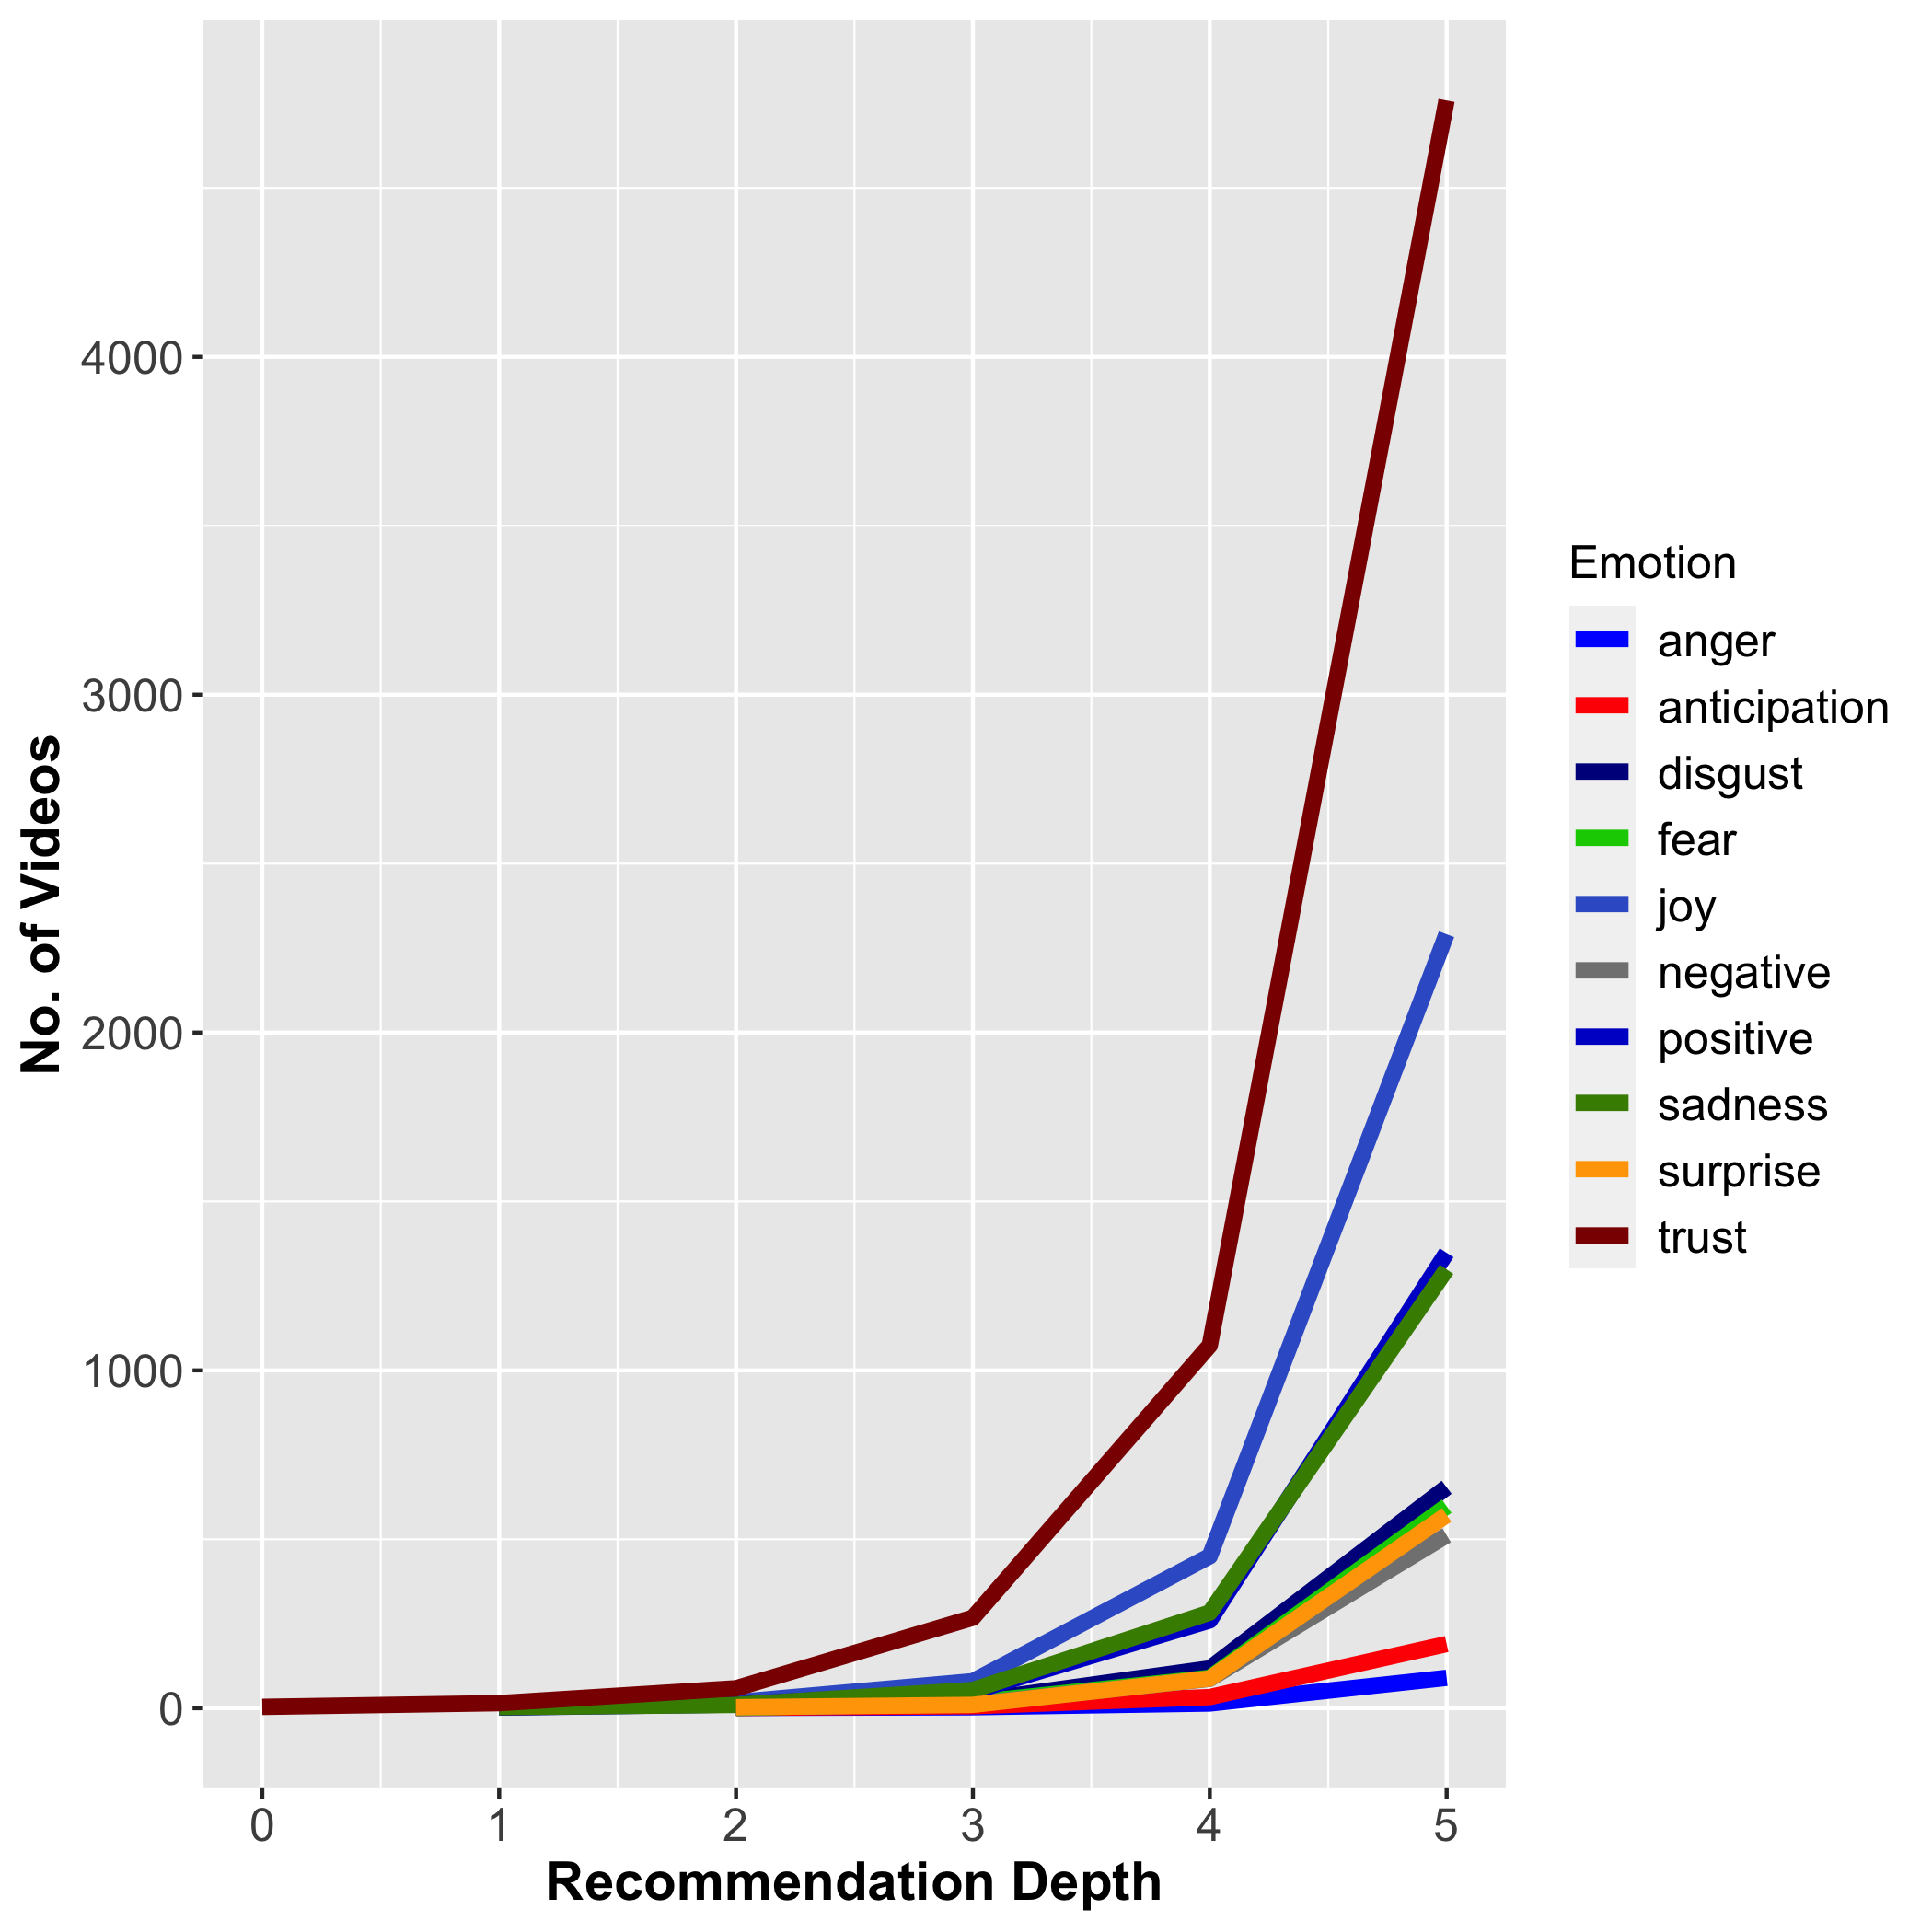 No. of Videos
4000
3000
2000
1000
0
0 1 2 3 4 5
Recommendation Depth
Emotion
anger
anticipation
disgust
fear
joy
negative
positive
sadness
surprise
trust